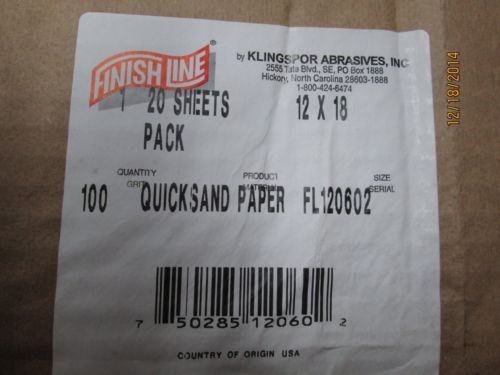 FINISH LINE®
by KLINGSPOR ABRASIVES, INC
2555 Tate Blvd., SE, PO Box 1888
Hickory, North Carolina 28603-1888
1-800-424-6474
1 20 SHEETS 12 X 18
PACK
QUANTITY PRODUCT SIZE
GRIT MATERIAL SERIAL
100 QUICKSAND PAPER FL120602
7 50285 12060 2
COUNTRY OF ORIGIN USA
12/18/2014